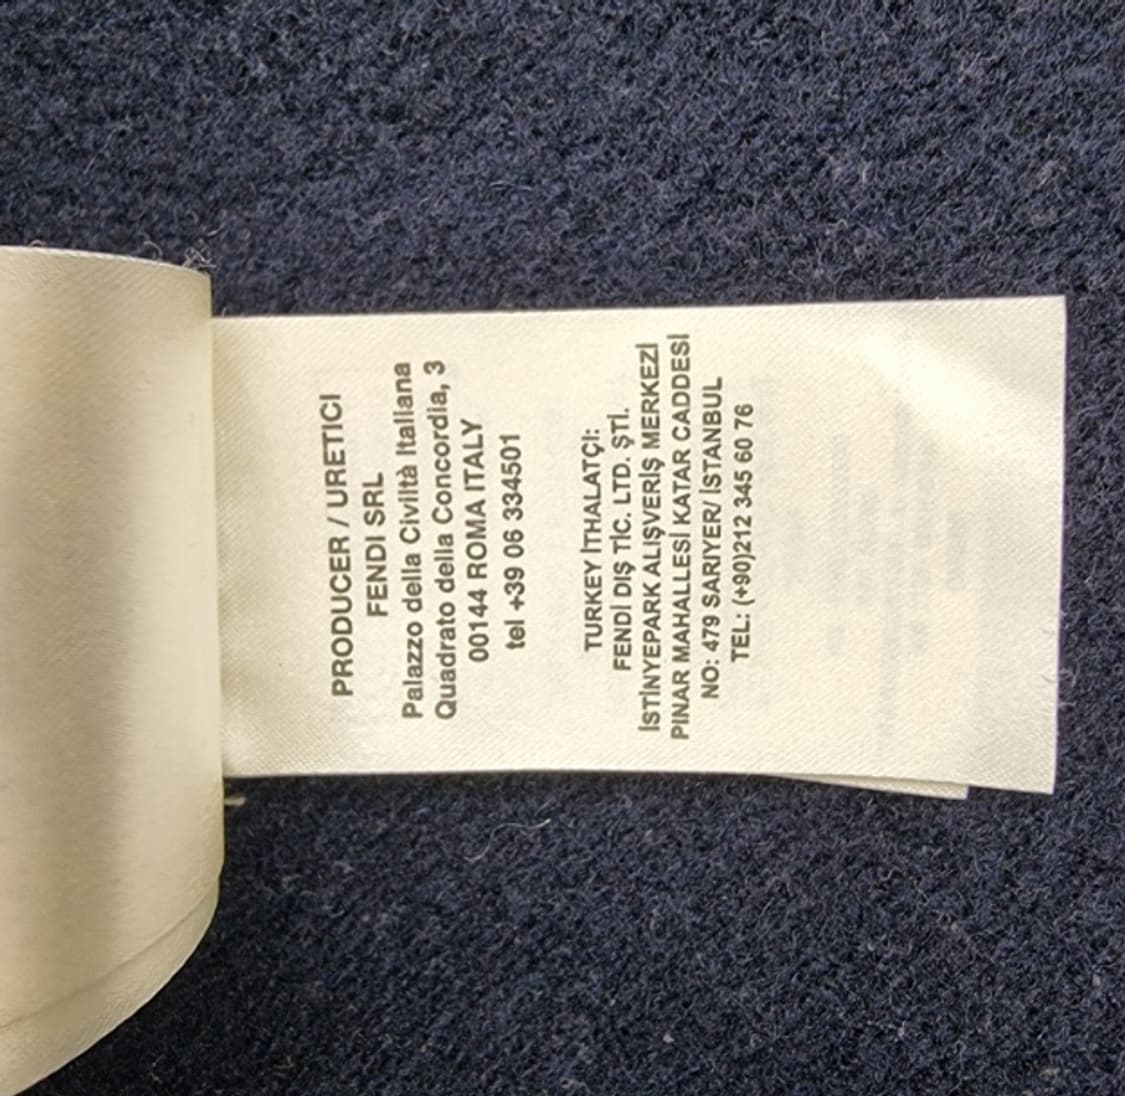 PRODUCER / URETICI
FENDI SRL
Palazzo della Civiltà Italiana
Quadrato della Concordia, 3
00144 ROMA ITALY
tel +39 06 334501
TURKEY İTHALATÇI:
FENDİ DIŞ TİC. LTD. ŞTİ.
İSTİNYEPARK ALIŞVERİŞ MERKEZİ
PINAR MAHALLESİ KATAR CADDESİ
NO: 479 SARIYER/ İSTANBUL
TEL: (+90)212 345 60 76